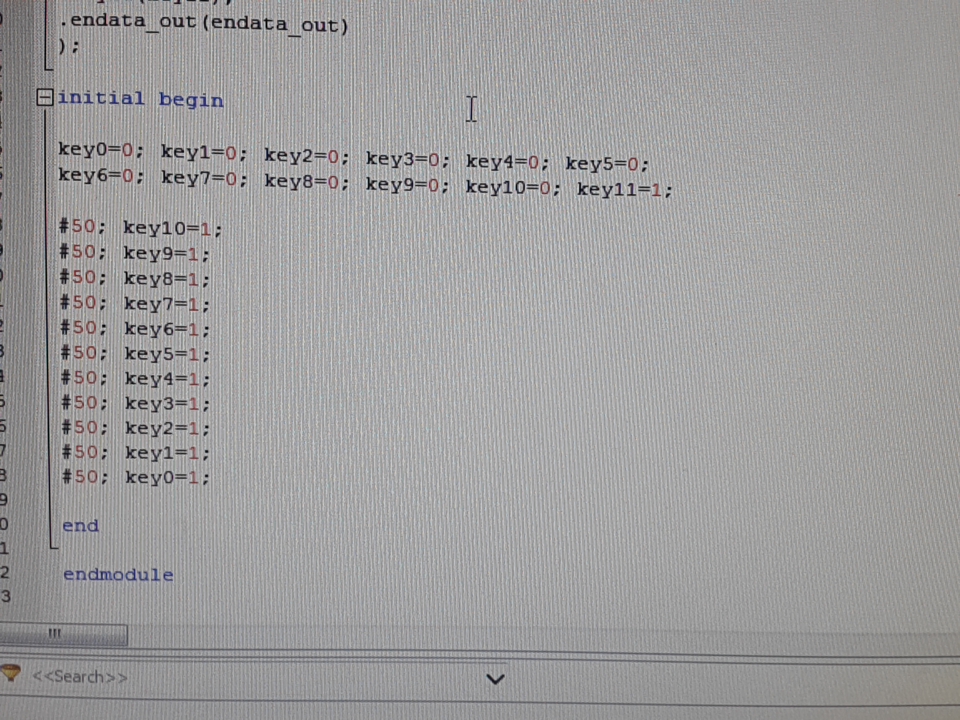 .endata_out(endata_out)
);
initial begin
key0=0; key1=0; key2=0; key3=0; key4=0; key5=0;
key6=0; key7=0; key8=0; key9=0; key10=0; key11=1;
#50; key10=1;
#50; key9=1;
#50; key8=1;
#50; key7=1;
#50; key6=1;
#50; key5=1;
#50; key4=1;
#50; key3=1;
#50; key2=1;
#50; key1=1;
#50; key0=1;
end
endmodule
<<Search>>